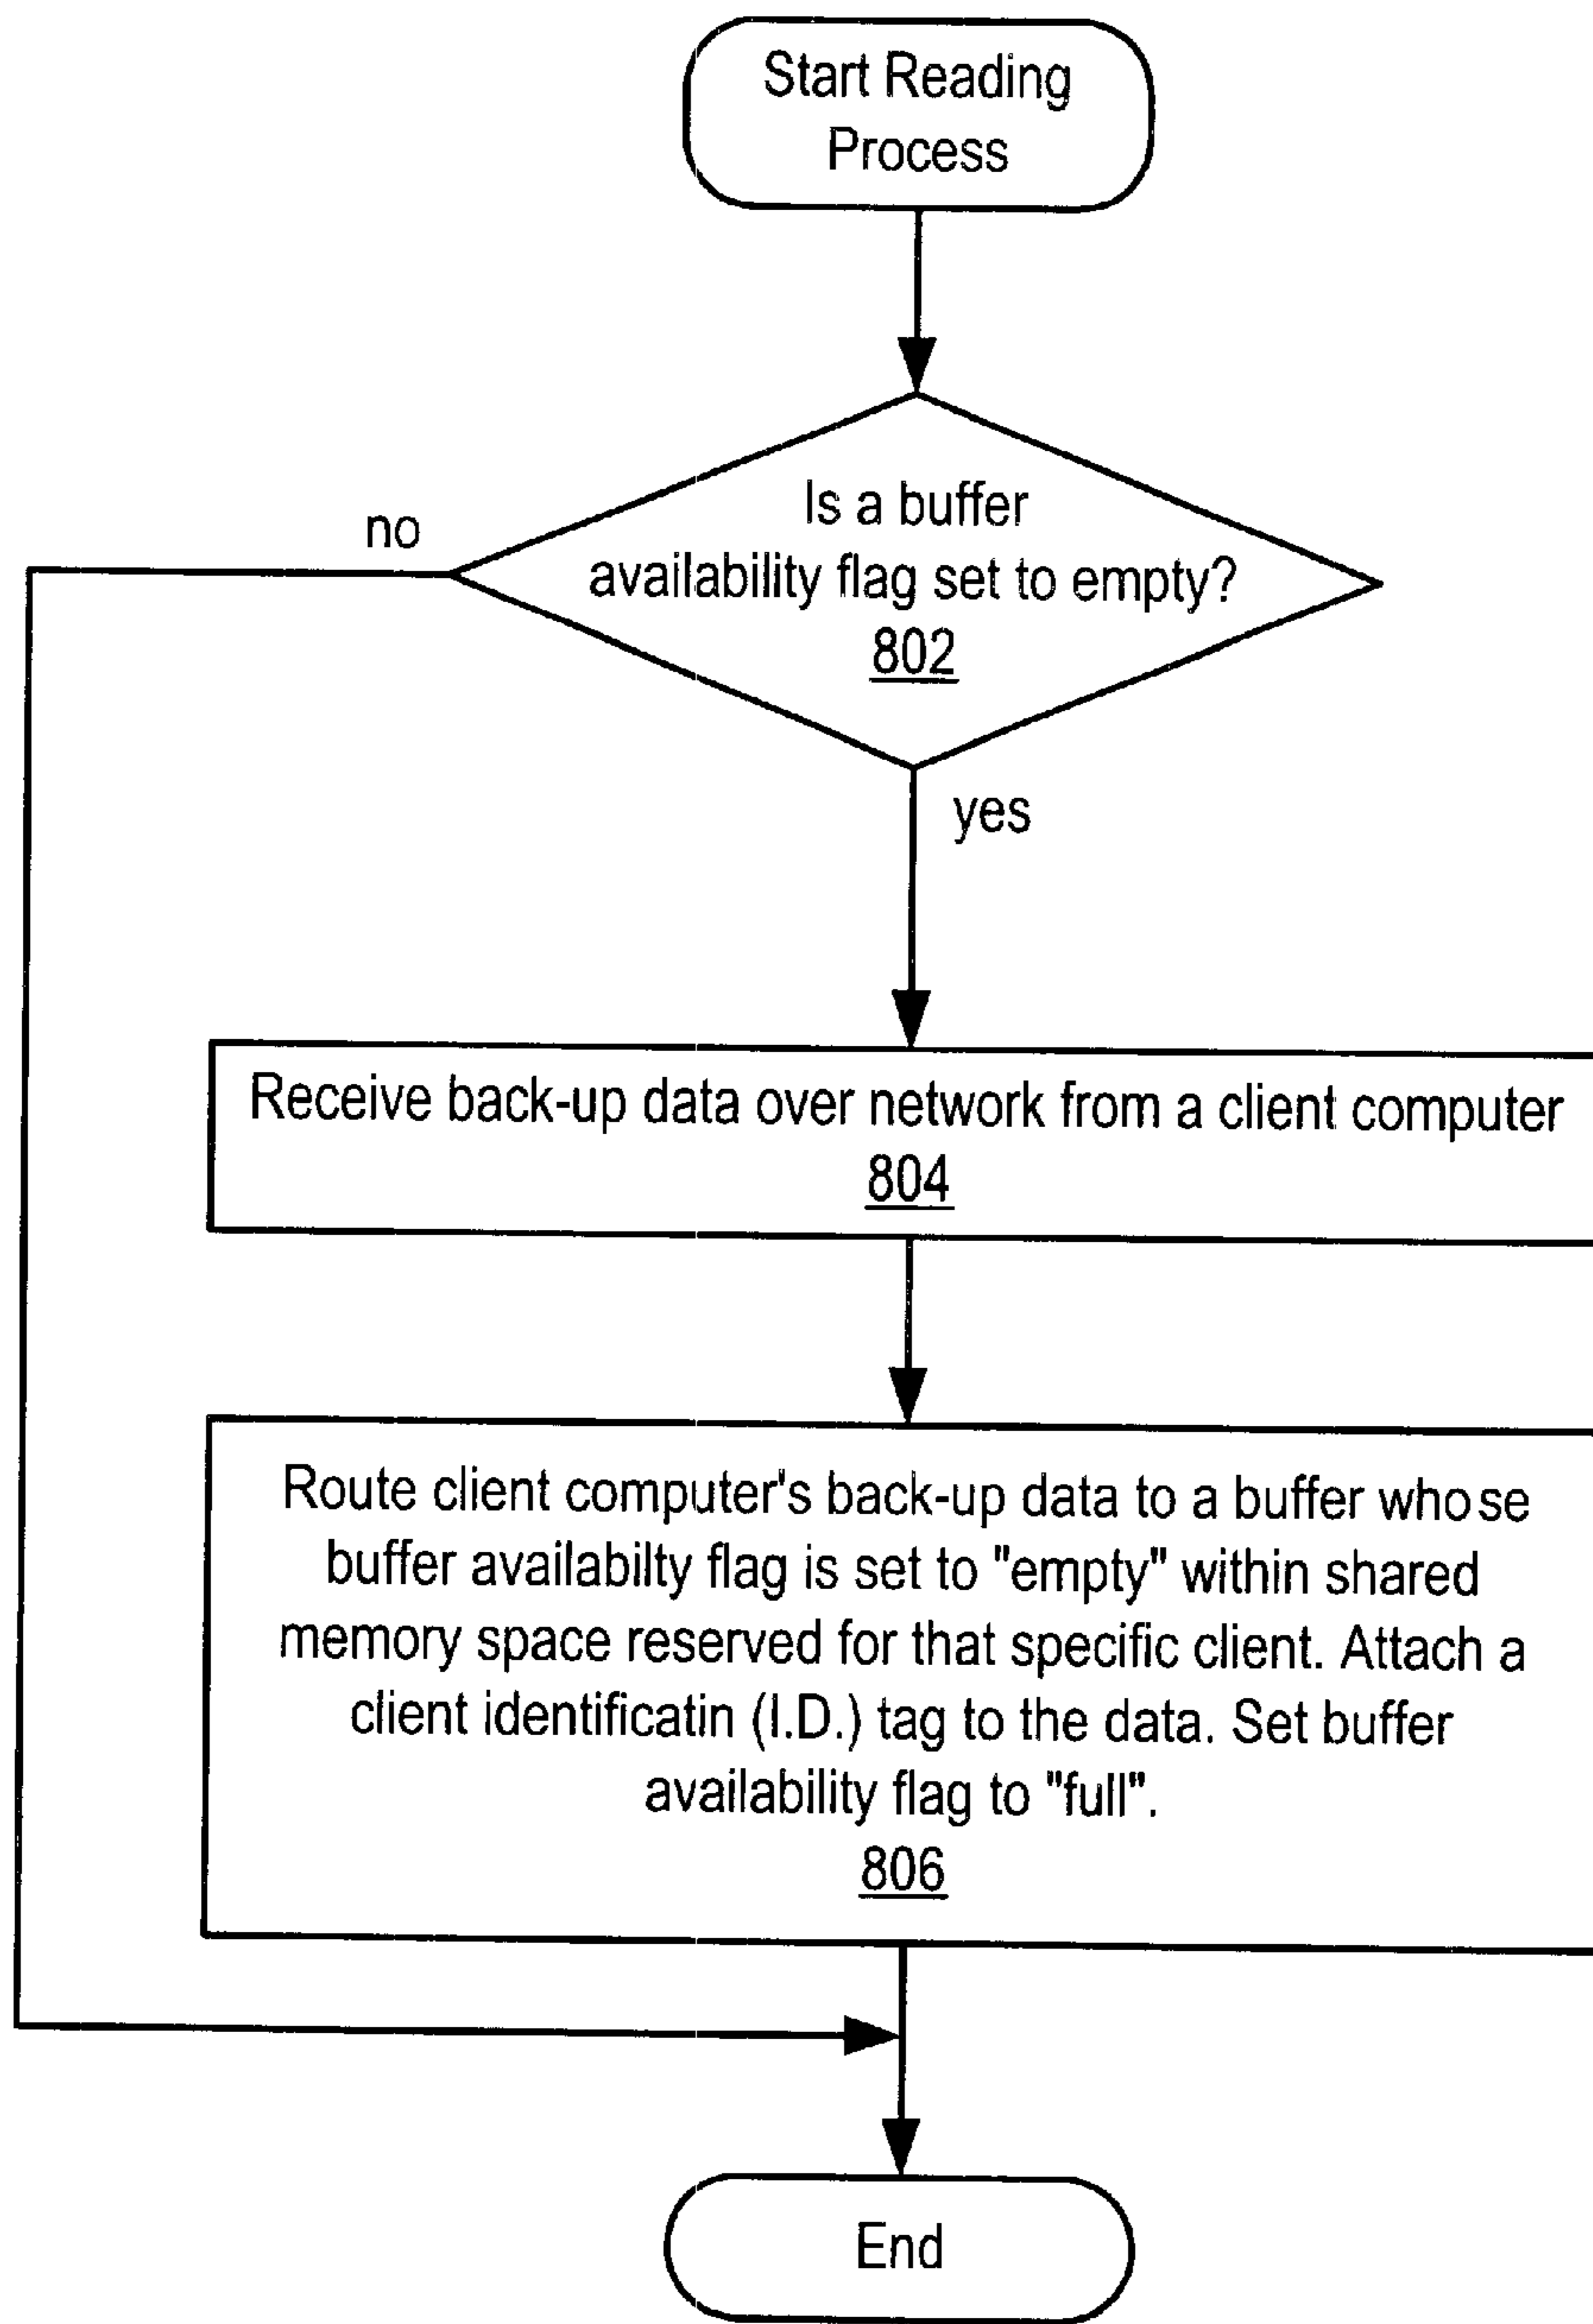 Start Reading
Process
Is a buffer
no
availability flag set to empty?
802
yes
Receive back-up data over network from a client computer
804
Route client computer's back-up data to a buffer whose
buffer availabilty flag is set to "empty" within shared
memory space reserved for that specific client. Attach a
client identificatin (I.D.) tag to the data. Set buffer
availability flag to "full".
806
End